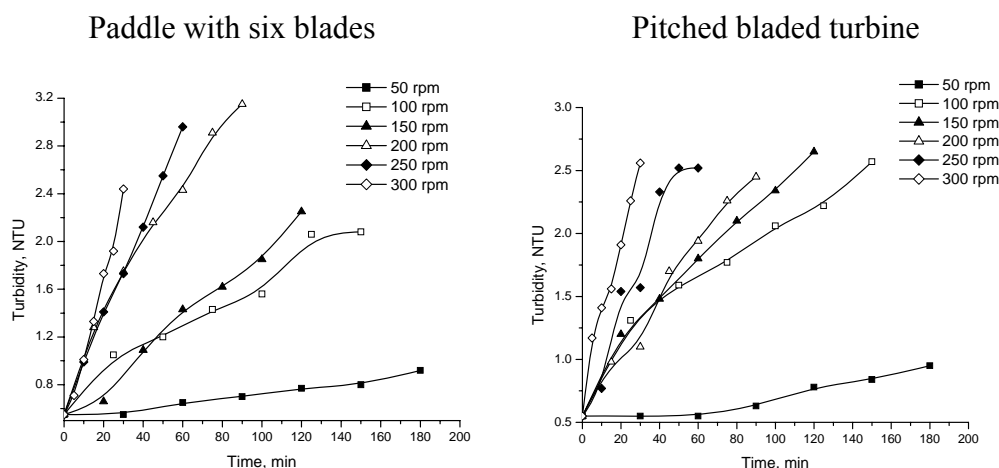 Paddle with six blades
Pitched bladed turbine
50 rpm
100 rpm
150 rpm
200 rpm
250 rpm
300 rpm
3.2
2.8
2.4
2.0
1.6
1.2
0.8
Turbidity, NTU
0 20 40 60 80 100 120 140 160 180 200
Time, min
50 rpm
100 rpm
150 rpm
200 rpm
250 rpm
300 rpm
3.0
2.5
2.0
1.5
1.0
0.5
Turbidity, NTU
0 20 40 60 80 100 120 140 160 180 200
Time, min